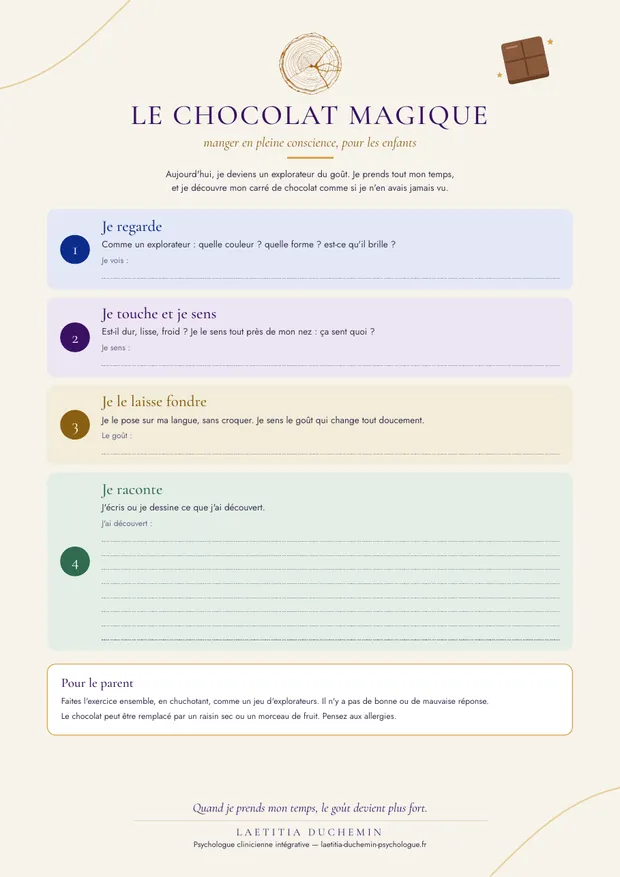 LE CHOCOLAT MAGIQUE
manger en pleine conscience, pour les enfants
Aujourd'hui, je deviens un explorateur du goût. Je prends tout mon temps,
et je découvre mon carré de chocolat comme si je n'en avais jamais vu.
1
Je regarde
Comme un explorateur : quelle couleur ? quelle forme ? est-ce qu'il brille ?
Je vois :
2
Je touche et je sens
Est-il dur, lisse, froid ? Je le sens tout près de mon nez : ça sent quoi ?
Je sens :
3
Je le laisse fondre
Je le pose sur ma langue, sans croquer. Je sens le goût qui change tout doucement.
Le goût :
4
Je raconte
J'écris ou je dessine ce que j'ai découvert.
J'ai découvert :
Pour le parent
Faites l'exercice ensemble, en chuchotant, comme un jeu d'explorateurs. Il n'y a pas de bonne ou de mauvaise réponse.
Le chocolat peut être remplacé par un raisin sec ou un morceau de fruit. Pensez aux allergies.
Quand je prends mon temps, le goût devient plus fort.
LAETITIA DUCHEMIN
Psychologue clinicienne intégrative — laetitia-duchemin-psychologue.fr